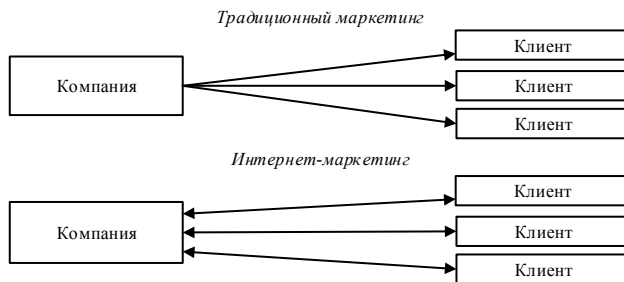 Традиционный маркетинг
Клиент
Компания
Клиент
Клиент
Интернет-маркетинг
Клиент
Компания
Клиент
Клиент